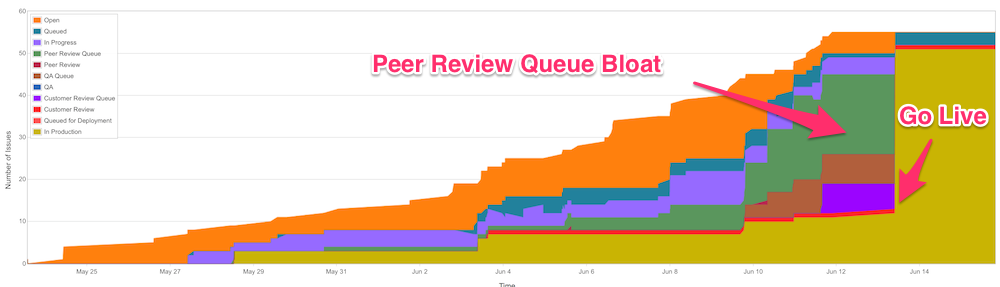 60
Open
Queued
In Progress
Peer Review Queue
Peer Review
QA Queue
QA
Customer Review Queue
Customer Review
Queued for Deployment
In Production
Peer Review Queue Bloat
Go Live
50
40
30
20
10
0
Number of Issues
May 25
May 27
May 29
May 31
Jun 2
Jun 4
Jun 6
Jun 8
Jun 10
Jun 12
Jun 14
Time